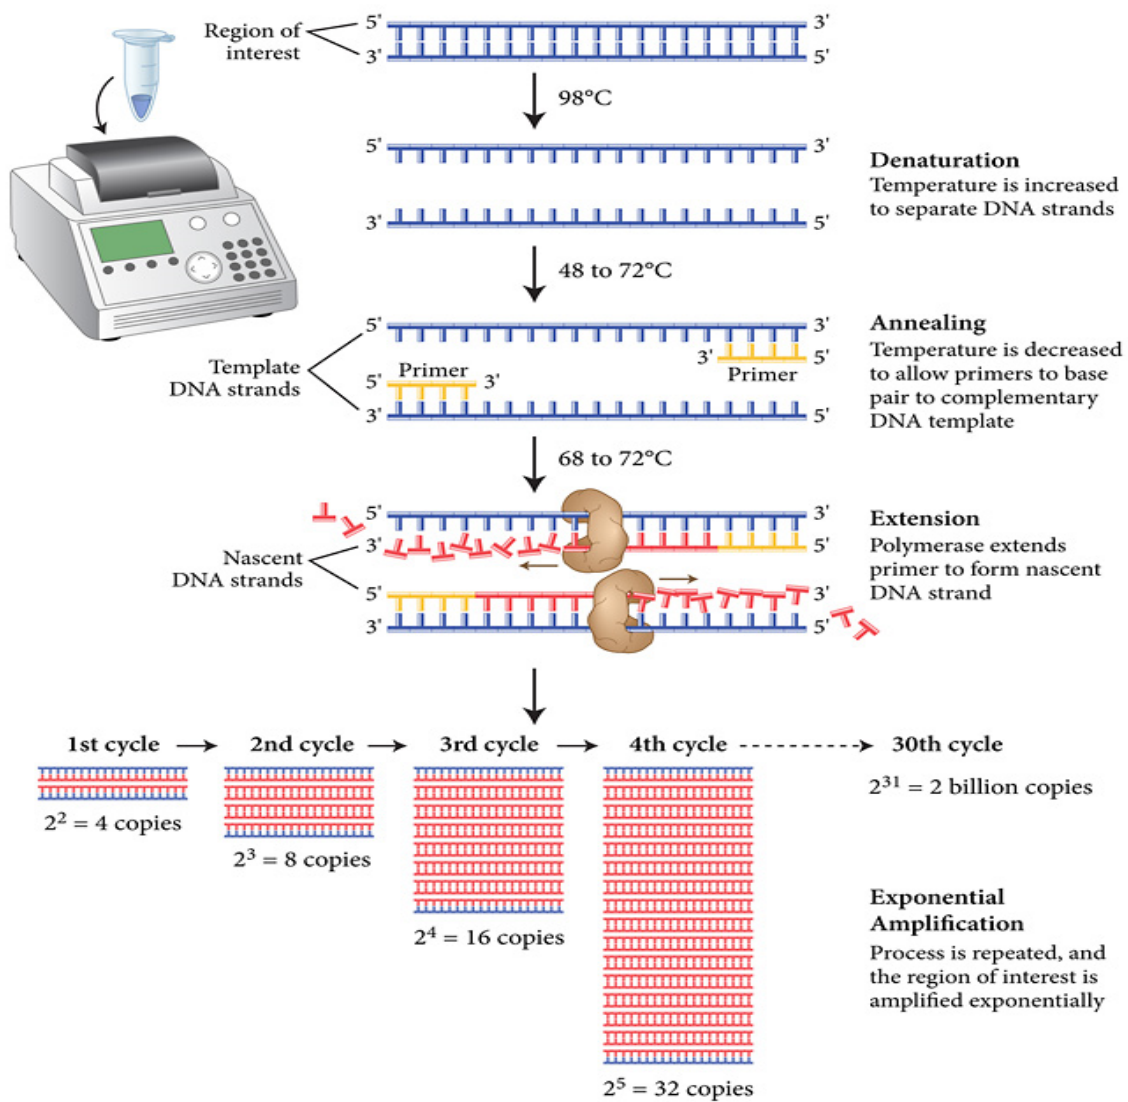 Region of
interest
5' 3'
3' 5'
98°C
5' 3'
3' 5'
Denaturation
Temperature is increased
to separate DNA strands
48 to 72°C
Template
DNA strands
5' 3'
3' 5'
Primer
Primer
5' 3'
3' 5'
Annealing
Temperature is decreased
to allow primers to base
pair to complementary
DNA template
68 to 72°C
Nascent
DNA strands
5' 3'
3' 5'
5' 3'
3' 5'
Extension
Polymerase extends
primer to form nascent
DNA strand
1st cycle
2² = 4 copies
2nd cycle
2³ = 8 copies
3rd cycle
2⁴ = 16 copies
4th cycle
2⁵ = 32 copies
30th cycle
2³¹ = 2 billion copies
Exponential
Amplification
Process is repeated, and
the region of interest is
amplified exponentially